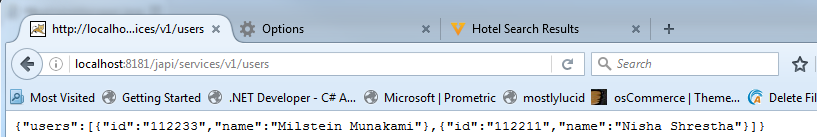 http://localho...ices/v1/users × Options × Hotel Search Results × +
localhost:8181/japi/services/v1/users Search
Most Visited Getting Started .NET Developer - C# A... Microsoft | Prometric mostlylucid osCommerce | Theme... Delete Fil
{"users":[{"id":"112233","name":"Milstein Munakami"},{"id":"112211","name":"Nisha Shrestha"}]}